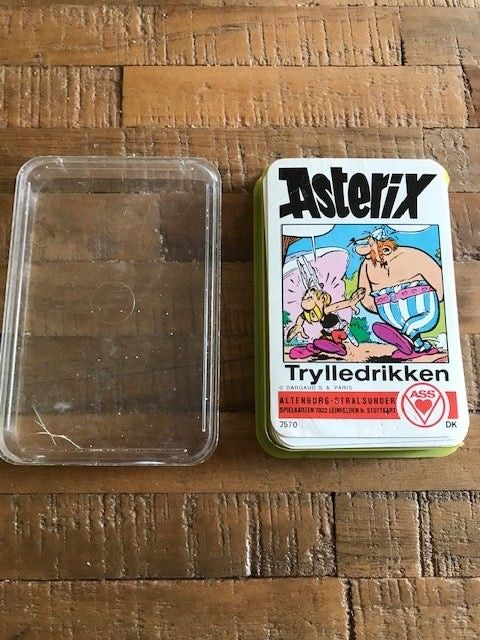 Asterix
Trylledrikken
© DARGAUD S. A. PARIS
ALTENBURG-STRALSUNDER
SPIELKARTEN 7022 LEINFELDEN b. STUTTGART
ASS
7570
DK